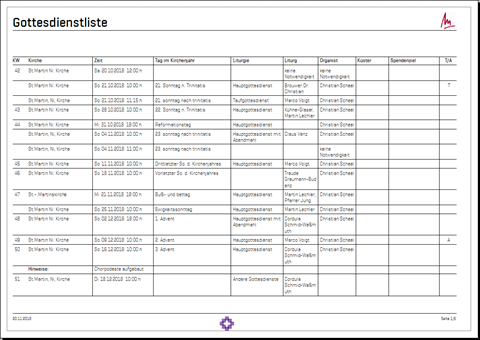 Gottesdienstliste
KW Kirche Zeit Tag im Kirchenjahr Liturgie Liturg Organist Küster Spendenziel T/A
42 St Martin Nr. Kirche Sa 20.10.2018 12:00 h keine Notwendigkeit keine Notwendigkeit
St Martin, Nr. Kirche So 21.10.2018 10:00 h 21. Sonntag n. Trinitatis Hauptgottesdienst Brouwer Dr. Christian Christian Scheel T
St Martin, Nr. Kirche So 21.10.2018 11:15 h 21. sonntag nach trinitatis Taufgottesdienst Marco Voigt Christian Scheel
43 St Martin Nr. Kirche So 28.10.2018 10:00 h 22. Sonntag n. Trinitatis Hauptgottesdienst Martin Lechler Christian Scheel
44 St Martin Nr. Kirche Mi 31.10.2018 18:00 h Reformationstag Hauptgottesdienst Christian Scheel
St Martin, Nr. Kirche So 04.11.2018 10:00 h 23. sonntag nach trinitatis Hauptgottesdienst mit Abendmahl Claus Venz Christian Scheel
St Martin, Nr. Kirche So 04.11.2018 11:00 h 23. sonntag nach trinitatis keine Notwendigkeit
45 St Martin Nr. Kirche So 11.11.2018 10:00 h Drittletzter So. d. Kirchenjahres Hauptgottesdienst Marco Voigt Christian Scheel
46 St Martin Nr. Kirche So 18.11.2018 10:00 h Vorletzter So. d. Kirchenjahres Hauptgottesdienst Traude Christian Scheel
47 St. - Martinskirche Mi 21.11.2018 19:00 h Buß- und bettag Hauptgottesdienst Martin Lechler, Pfarrer Jung Christian Scheel
St Martin, Nr. Kirche So 25.11.2018 10:00 h Ewigkeitssonntag Hauptgottesdienst Martin Lechler Christian Scheel
48 St Martin Nr. Kirche So 02.12.2018 10:00 h 1. Advent Hauptgottesdienst mit Abendmahl Cordula Schmid-Waßmuth Christian Scheel
49 St Martin Nr. Kirche So 09.12.2018 10:00 h 2. Advent Hauptgottesdienst Marco Voigt Christian Scheel A
50 St Martin Nr. Kirche So 16.12.2018 10:00 h 3. Advent Hauptgottesdienst Cordula Schmid-Waßmuth Christian Scheel
Hinweise: Chorpodeste aufgebaut
51 St Martin, Nr. Kirche Di 18.12.2018 10:00 h Andere Gottesdienste Cordula Schmid-Waßmuth
20.11.2018 Seite 1/6